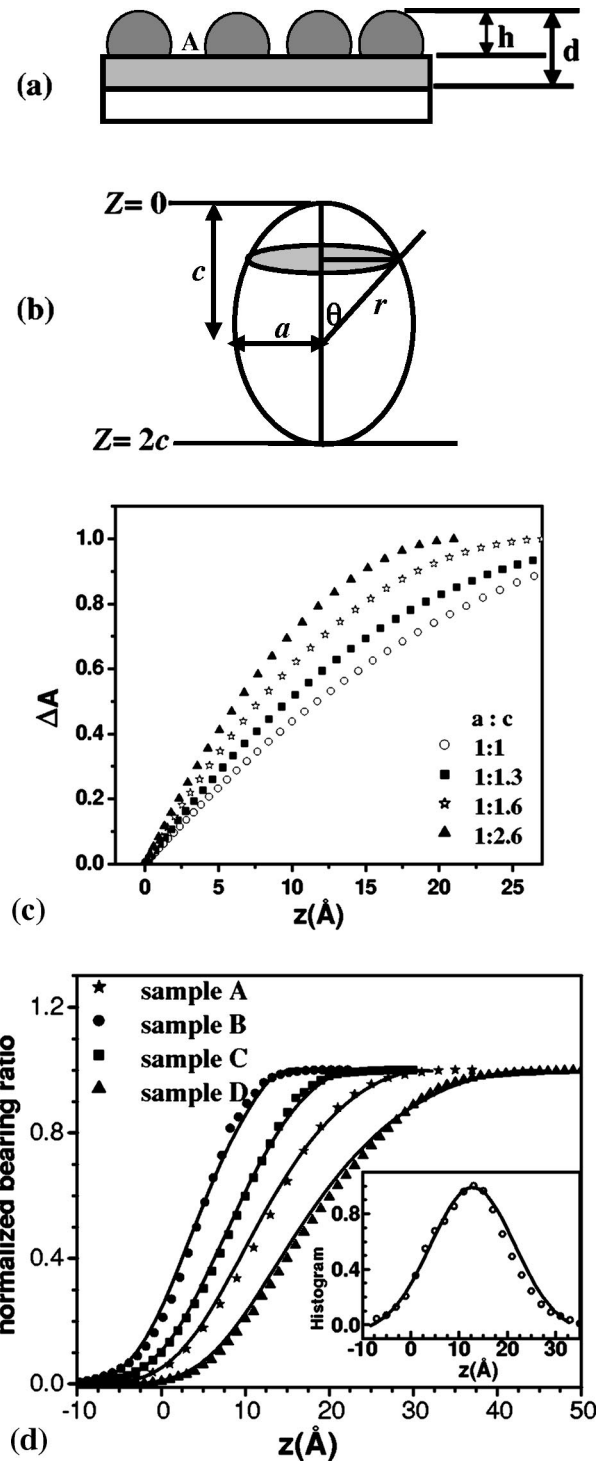 A
h
d
(a)
Z= 0
c
θ
r
a
(b)
Z= 2c
1.0
0.8
0.6
0.4
0.2
0.0
ΔA
a : c
1:1
1:1.3
1:1.6
1:2.6
0 5 10 15 20 25
z(Å)
(c)
1.2
0.8
0.4
0.0
normalized bearing ratio
sample A
sample B
sample C
sample D
0.8
0.4
0.0
Histogram
-10 0 10 20 30
z(Å)
-10 0 10 20 30 40 50
z(Å)
(d)